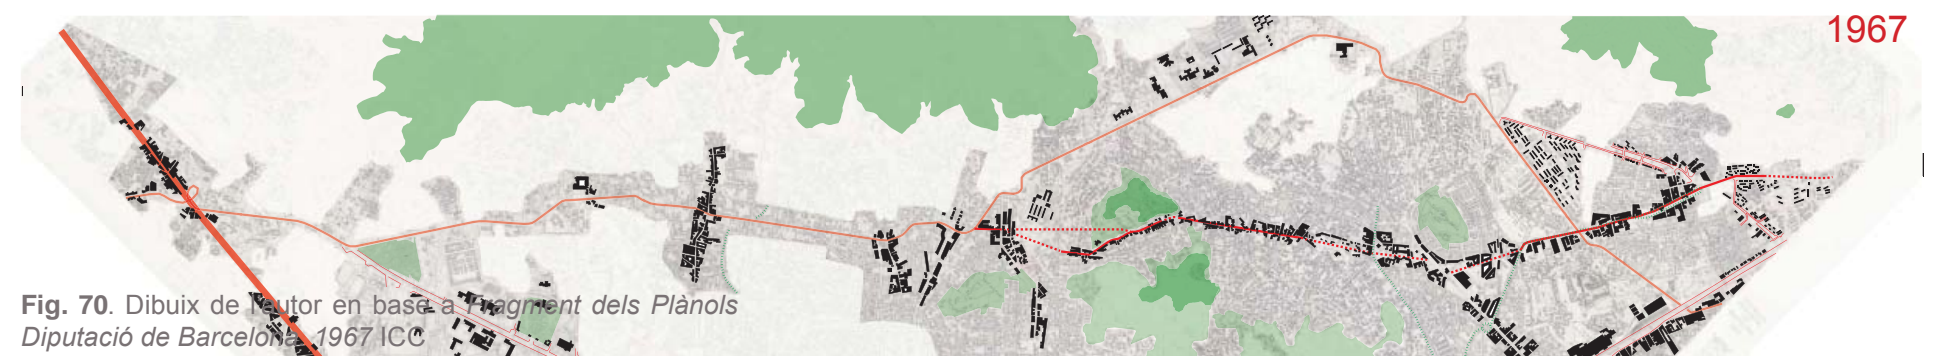 1967
Fig. 70. Dibuix de l'autor en base a Fragment dels Plànols
Diputació de Barcelona, 1967 ICC